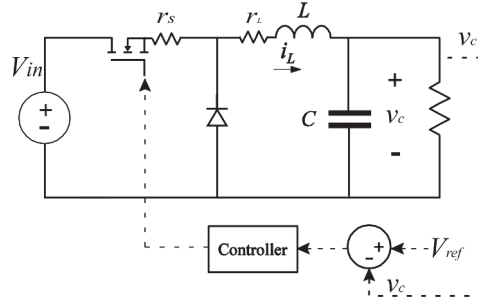 r_S
r_L
L
V_in
i_L
v_c
+
-
+
C
v_c
-
Controller
+
-
V_ref
v_c